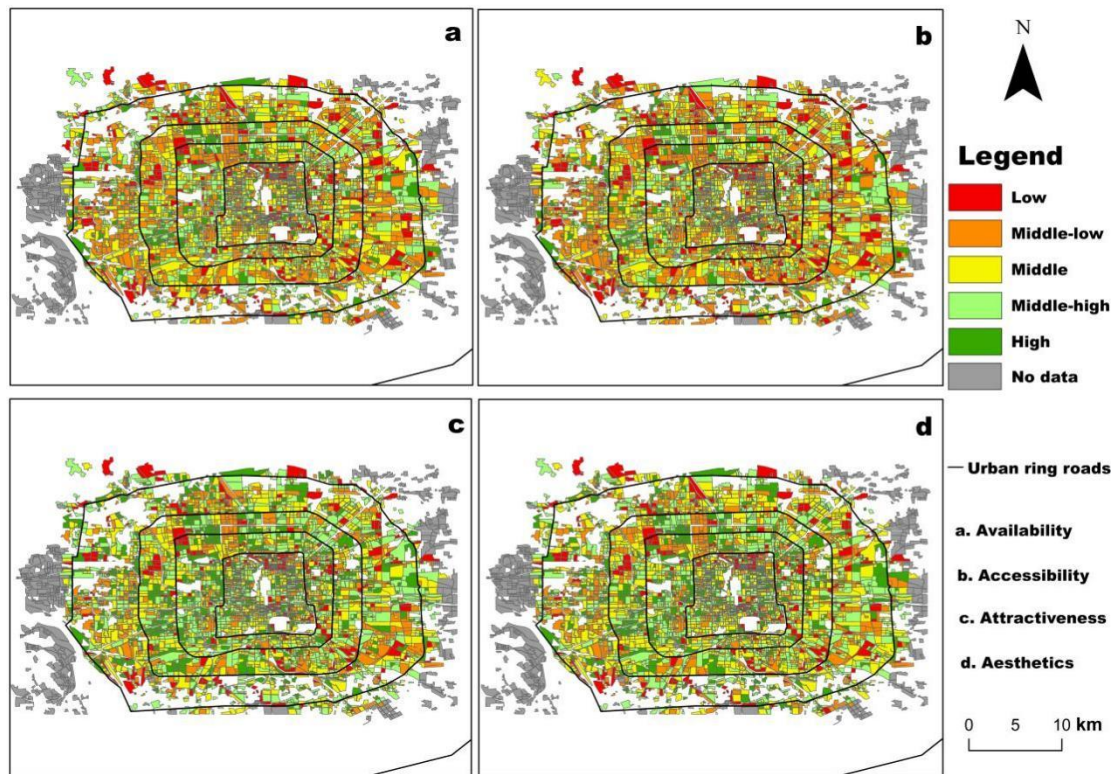 a
b
N
Legend
Low
Middle-low
Middle
Middle-high
High
No data
c
d
Urban ring roads
a. Availability
b. Accessibility
c. Attractiveness
d. Aesthetics
0 5 10 km